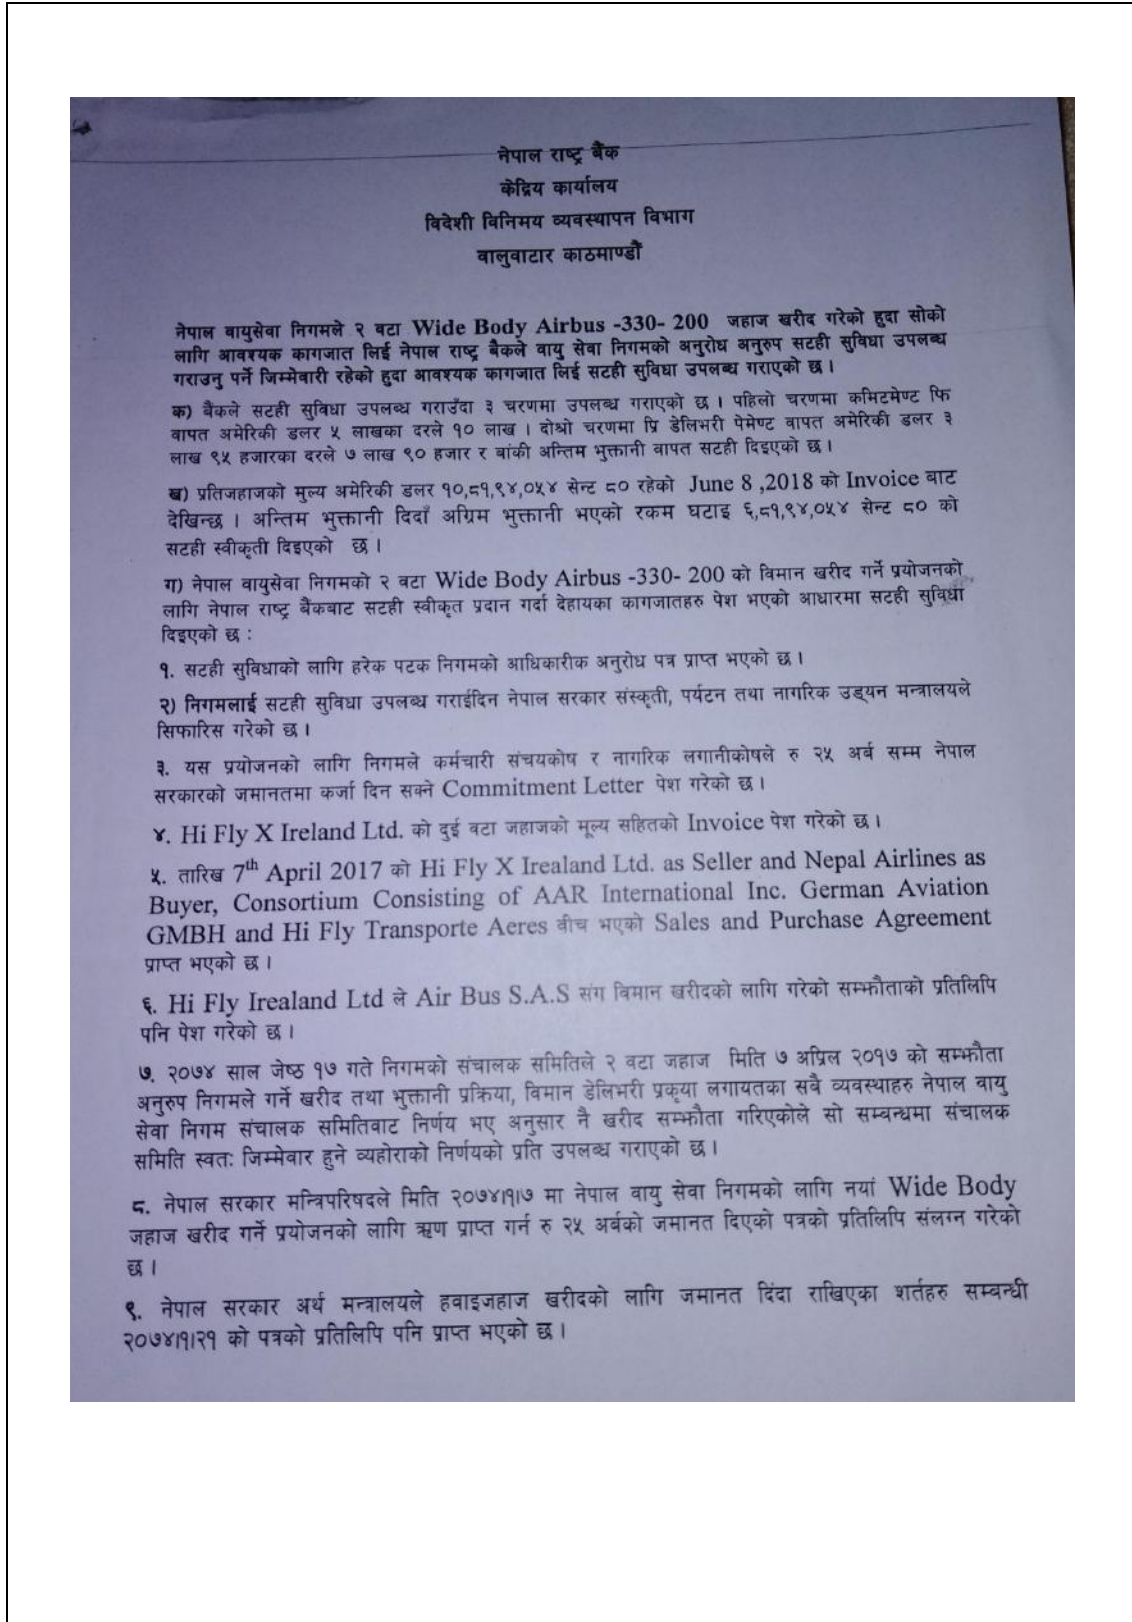 नेपाल राष्ट्र बैंक
केद्रिय कार्यालय
विदेशी विनिमय व्यवस्थापन विभाग
वालुवाटार काठमाण्डौं
नेपाल वायुसेवा निगमले २ वटा Wide Body Airbus -330- 200 जहाज खरीद गरेको हुदा सोको
लागि आवश्यक कागजात लिई नेपाल राष्ट्र बैकले वायु सेवा निगमको अनुरोध अनुरुप सटही सुविधा उपलब्ध
गराउनु पर्ने जिम्मेवारी रहेको हुदा आवश्यक कागजात लिई सटही सुविधा उपलब्ध गराएको छ ।
क) बैंकले सटही सुविधा उपलब्ध गराउँदा ३ चरणमा उपलब्ध गराएको छ । पहिलो चरणमा कमिटमेण्ट फि
वापत अमेरिकी डलर ५ लाखका दरले १० लाख । दोश्रो चरणमा प्रि डेलिभरी पेमेण्ट वापत अमेरिकी डलर ३
लाख ९५ हजारका दरले ७ लाख ९० हजार र बांकी अन्तिम भुक्तानी वापत सटही दिइएको छ ।
ख) प्रतिजहाजको मुल्य अमेरिकी डलर १०,८१,९४,०५४ सेन्ट ८० रहेको June 8 ,2018 को Invoice बाट
देखिन्छ । अन्तिम भुक्तानी दिदाँ अग्रिम भुक्तानी भएको रकम घटाइ ६,८१,९४,०५४ सेन्ट ८० को
सटही स्वीकृती दिइएको छ ।
ग) नेपाल वायुसेवा निगमको २ वटा Wide Body Airbus -330- 200 को विमान खरीद गर्ने प्रयोजनको
लागि नेपाल राष्ट्र बैंकबाट सटही स्वीकृत प्रदान गर्दा देहायका कागजातहरु पेश भएको आधारमा सटही सुविधा
दिइएको छ :
१. सटही सुविधाको लागि हरेक पटक निगमको आधिकारीक अनुरोध पत्र प्राप्त भएको छ ।
२) निगमलाई सटही सुविधा उपलब्ध गराईदिन नेपाल सरकार संस्कृती, पर्यटन तथा नागरिक उड्यन मन्त्रालयले
सिफारिस गरेको छ ।
३. यस प्रयोजनको लागि निगमले कर्मचारी संचयकोष र नागरिक लगानीकोषले रु २५ अर्ब सम्म नेपाल
सरकारको जमानतमा कर्जा दिन सक्ने Commitment Letter पेश गरेको छ ।
४. Hi Fly X Ireland Ltd. को दुई वटा जहाजको मूल्य सहितको Invoice पेश गरेको छ ।
५. तारिख 7th April 2017 को Hi Fly X Irealand Ltd. as Seller and Nepal Airlines as
Buyer, Consortium Consisting of AAR International Inc. German Aviation
GMBH and Hi Fly Transporte Aeres वीच भएको Sales and Purchase Agreement
प्राप्त भएको छ ।
६. Hi Fly Irealand Ltd ले Air Bus S.A.S संग विमान खरीदको लागि गरेको सम्झौताको प्रतिलिपि
पनि पेश गरेको छ ।
७. २०७४ साल जेष्ठ १७ गते निगमको संचालक समितिले २ वटा जहाज मिति ७ अप्रिल २०१७ को सम्झौता
अनुरुप निगमले गर्ने खरीद तथा भुक्तानी प्रक्रिया, विमान डेलिभरी प्रकृया लगायतका सबै व्यवस्थाहरु नेपाल वायु
सेवा निगम संचालक समितिवाट निर्णय भए अनुसार नै खरीद सम्झौता गरिएकोले सो सम्बन्धमा संचालक
समिति स्वतः जिम्मेवार हुने व्यहोराको निर्णयको प्रति उपलब्ध गराएको छ ।
८. नेपाल सरकार मन्त्रिपरिषदले मिति २०७४।१।७ मा नेपाल वायु सेवा निगमको लागि नयां Wide Body
जहाज खरीद गर्ने प्रयोजनको लागि ऋण प्राप्त गर्न रु २५ अर्बको जमानत दिएको पत्रको प्रतिलिपि संलग्न गरेको
छ ।
९. नेपाल सरकार अर्थ मन्त्रालयले हवाइजहाज खरीदको लागि जमानत दिंदा राखिएका शर्तहरु सम्बन्धी
२०७४।१।२१ को पत्रको प्रतिलिपि पनि प्राप्त भएको छ ।